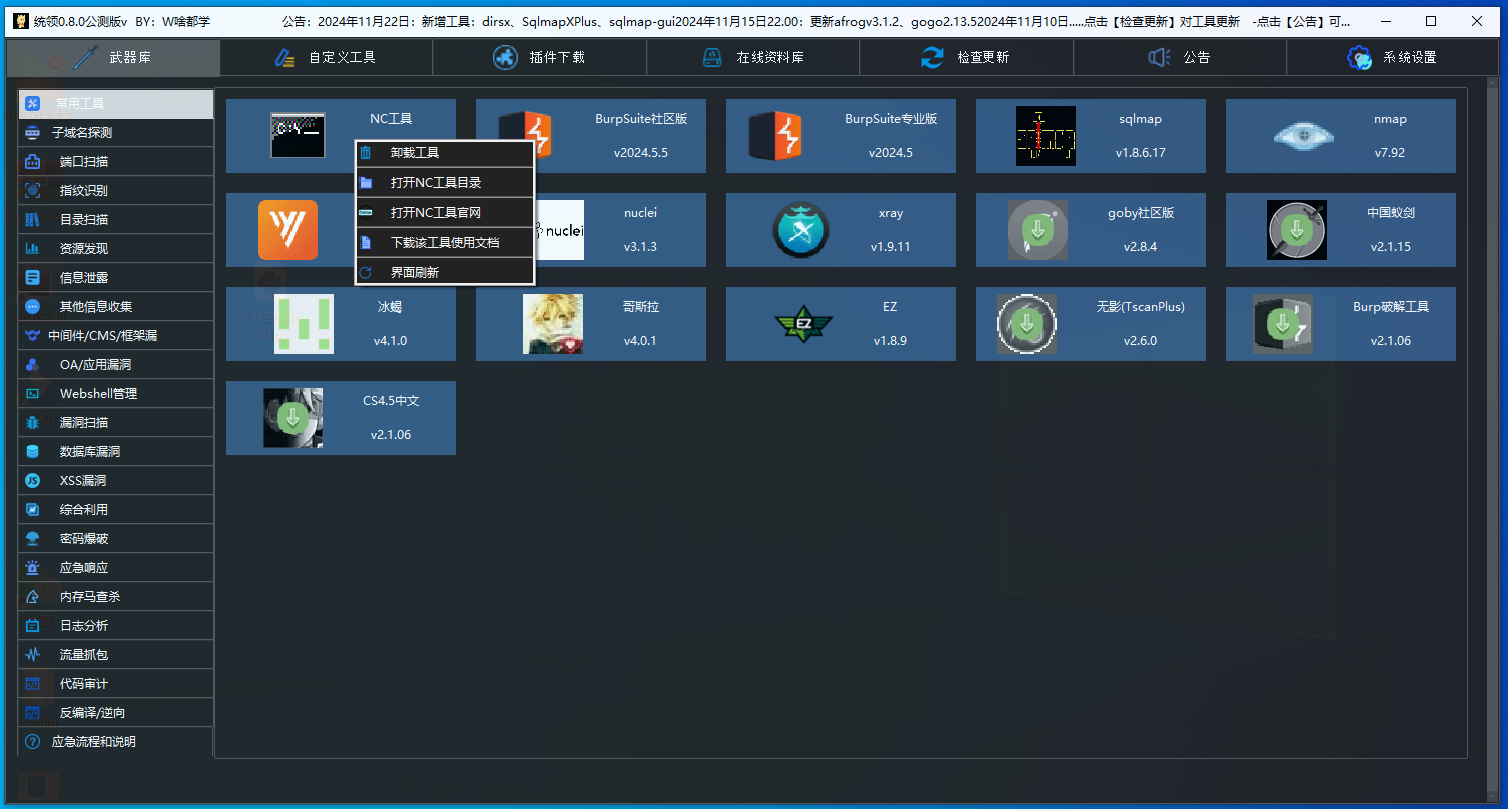 统领0.8.0公测版v BY：W啥都学 公告：2024年11月22日：新增工具：dirsx、SqlmapXPlus、sqlmap-gui2024年11月15日22.00：更新afrogv3.1.2、gogo2.13.52024年11月10日.....点击【检查更新】对工具更新 -点击【公告】可...
武器库 自定义工具 插件下载 在线资料库 检查更新 公告 系统设置
常用工具
子域名探测
端口扫描
指纹识别
目录扫描
资源发现
信息泄露
其他信息收集
中间件/CMS/框架漏
OA/应用漏洞
Webshell管理
漏洞扫描
数据库漏洞
XSS漏洞
综合利用
密码爆破
应急响应
内存马查杀
日志分析
流量抓包
代码审计
反编译/逆向
应急流程和说明
NC工具
BurpSuite社区版
v2024.5.5
BurpSuite专业版
v2024.5
sqlmap
v1.8.6.17
nmap
v7.92
卸载工具
打开NC工具目录
打开NC工具官网
下载该工具使用文档
界面刷新
nuclei
nuclei
v3.1.3
xray
v1.9.11
goby社区版
v2.8.4
中国蚁剑
v2.1.15
冰蝎
v4.1.0
哥斯拉
v4.0.1
EZ
EZ
v1.8.9
无影(TscanPlus)
v2.6.0
Burp破解工具
v2.1.06
CS4.5中文
v2.1.06